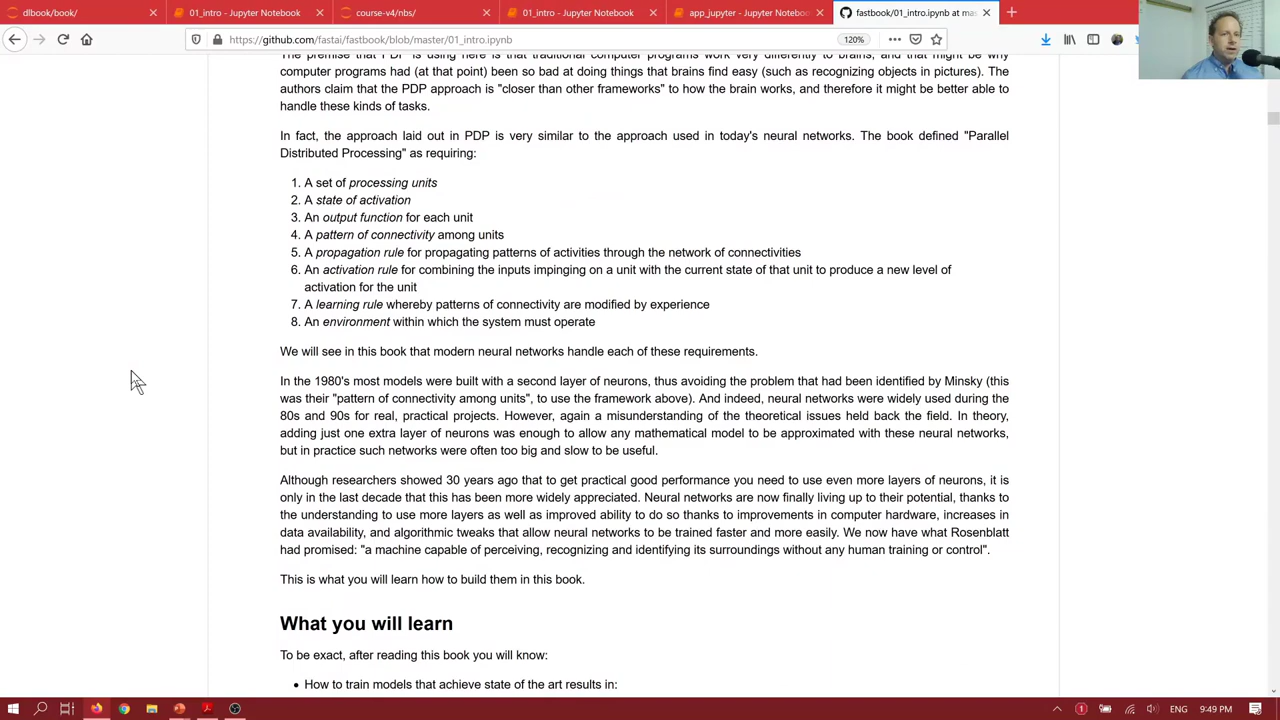 dlbook/book/
01_intro - Jupyter Notebook
course-v4/nbs/
01_intro - Jupyter Notebook
app_jupyter - Jupyter Notebook
fastbook/01_intro.ipynb at mas
https://github.com/fastai/fastbook/blob/master/01_intro.ipynb
120%
The premise that PDP is using here is that traditional computer programs work very differently to brains, and that might be why
computer programs had (at that point) been so bad at doing things that brains find easy (such as recognizing objects in pictures). The
authors claim that the PDP approach is "closer than other frameworks" to how the brain works, and therefore it might be better able to
handle these kinds of tasks.
In fact, the approach laid out in PDP is very similar to the approach used in today's neural networks. The book defined "Parallel
Distributed Processing" as requiring:
1. A set of processing units
2. A state of activation
3. An output function for each unit
4. A pattern of connectivity among units
5. A propagation rule for propagating patterns of activities through the network of connectivities
6. An activation rule for combining the inputs impinging on a unit with the current state of that unit to produce a new level of
activation for the unit
7. A learning rule whereby patterns of connectivity are modified by experience
8. An environment within which the system must operate
We will see in this book that modern neural networks handle each of these requirements.
In the 1980's most models were built with a second layer of neurons, thus avoiding the problem that had been identified by Minsky (this
was their "pattern of connectivity among units", to use the framework above). And indeed, neural networks were widely used during the
80s and 90s for real, practical projects. However, again a misunderstanding of the theoretical issues held back the field. In theory,
adding just one extra layer of neurons was enough to allow any mathematical model to be approximated with these neural networks,
but in practice such networks were often too big and slow to be useful.
Although researchers showed 30 years ago that to get practical good performance you need to use even more layers of neurons, it is
only in the last decade that this has been more widely appreciated. Neural networks are now finally living up to their potential, thanks to
the understanding to use more layers as well as improved ability to do so thanks to improvements in computer hardware, increases in
data availability, and algorithmic tweaks that allow neural networks to be trained faster and more easily. We now have what Rosenblatt
had promised: "a machine capable of perceiving, recognizing and identifying its surroundings without any human training or control".
This is what you will learn how to build them in this book.
What you will learn
To be exact, after reading this book you will know:
• How to train models that achieve state of the art results in:
ENG
9:49 PM